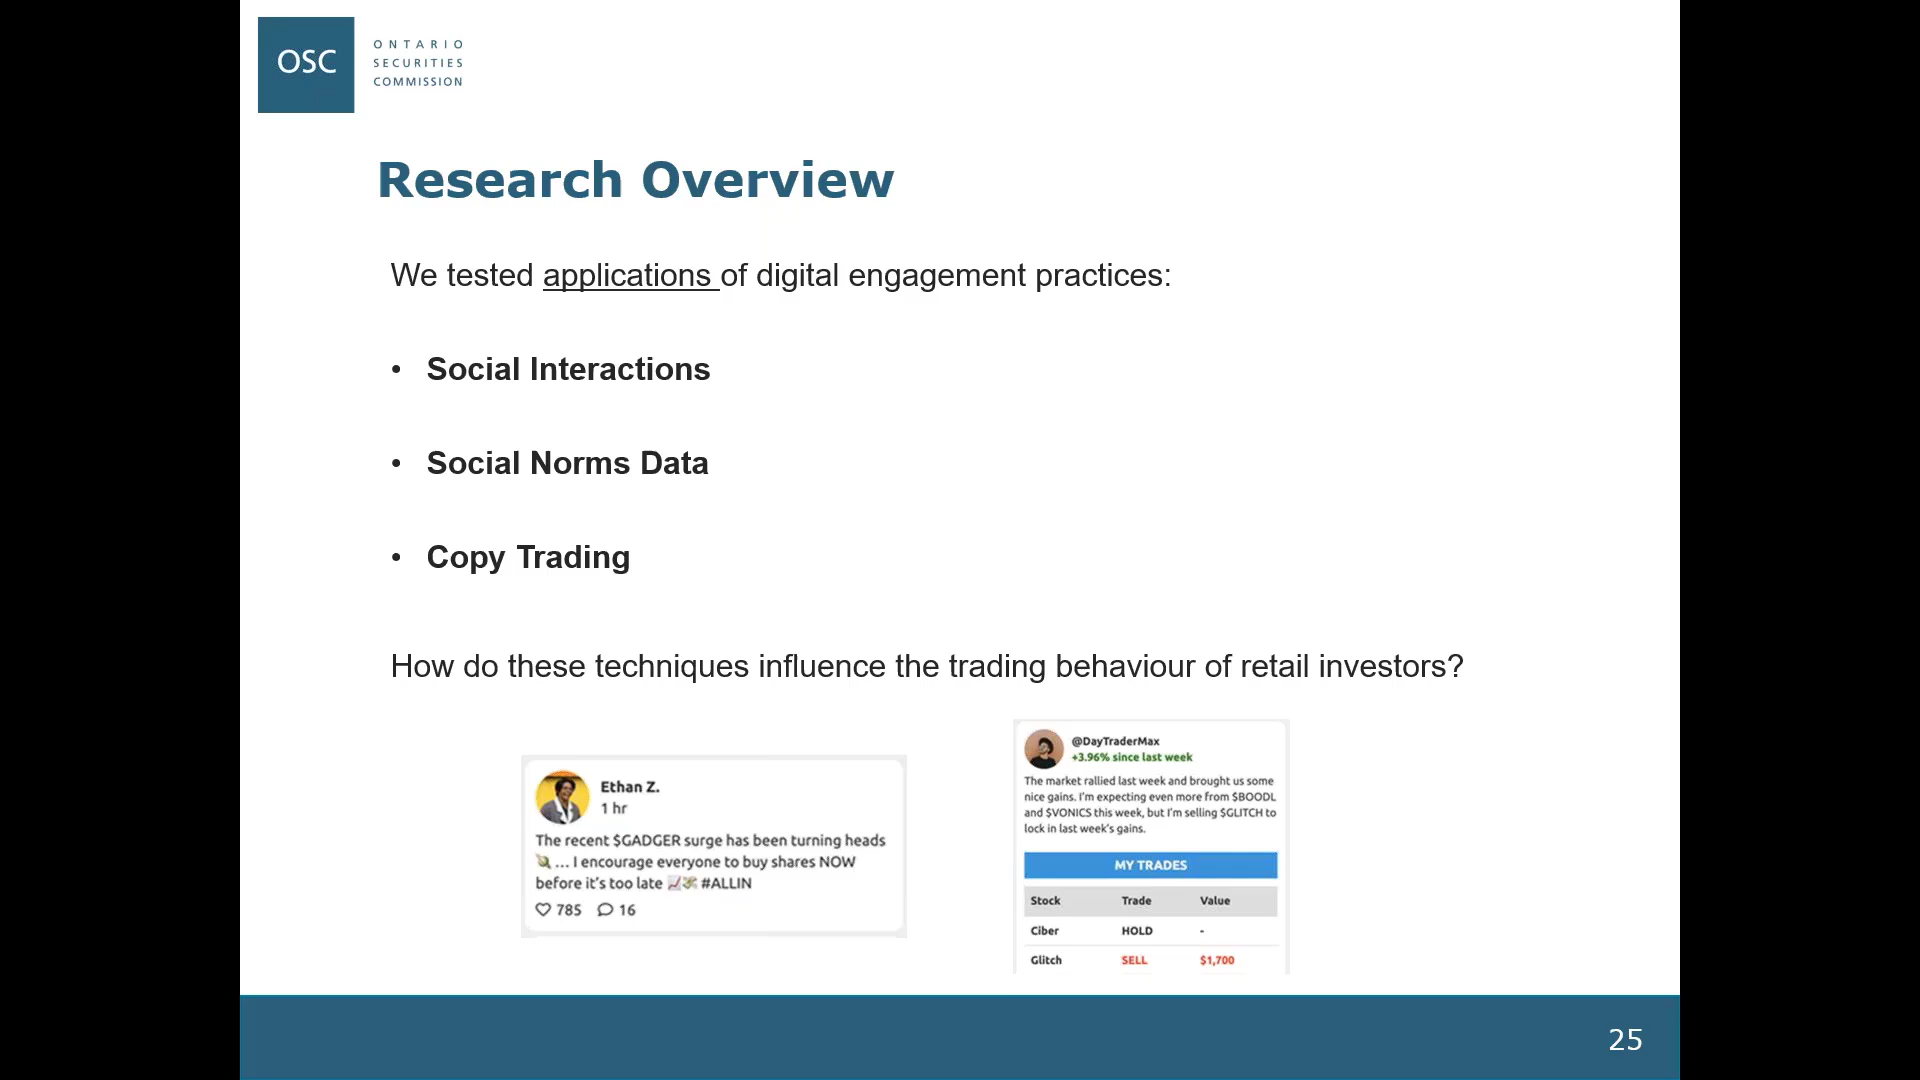 OSC
ONTARIO
SECURITIES
COMMISSION
Research Overview
We tested applications of digital engagement practices:
• Social Interactions
• Social Norms Data
• Copy Trading
How do these techniques influence the trading behaviour of retail investors?
Ethan Z.
1 hr
The recent $GADGER surge has been turning heads
... I encourage everyone to buy shares NOW
before it's too late 📈💸 #ALLIN
785 16
@DayTraderMax
+3.96% since last week
The market rallied last week and brought us some
nice gains. I'm expecting even more from $BOODL
and $VONICS this week, but I'm selling $GLITCH to
lock in last week's gains.
MY TRADES
Stock Trade Value
Ciber HOLD -
Glitch SELL $1,700
25